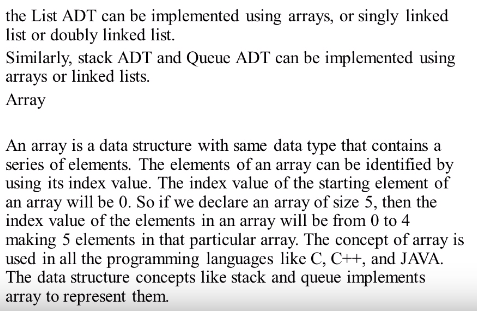 the List ADT can be implemented using arrays, or singly linked
list or doubly linked list.
Similarly, stack ADT and Queue ADT can be implemented using
arrays or linked lists.
Array
An array is a data structure with same data type that contains a
series of elements. The elements of an array can be identified by
using its index value. The index value of the starting element of
an array will be 0. So if we declare an array of size 5, then the
index value of the elements in an array will be from 0 to 4
making 5 elements in that particular array. The concept of array is
used in all the programming languages like C, C++, and JAVA.
The data structure concepts like stack and queue implements
array to represent them.